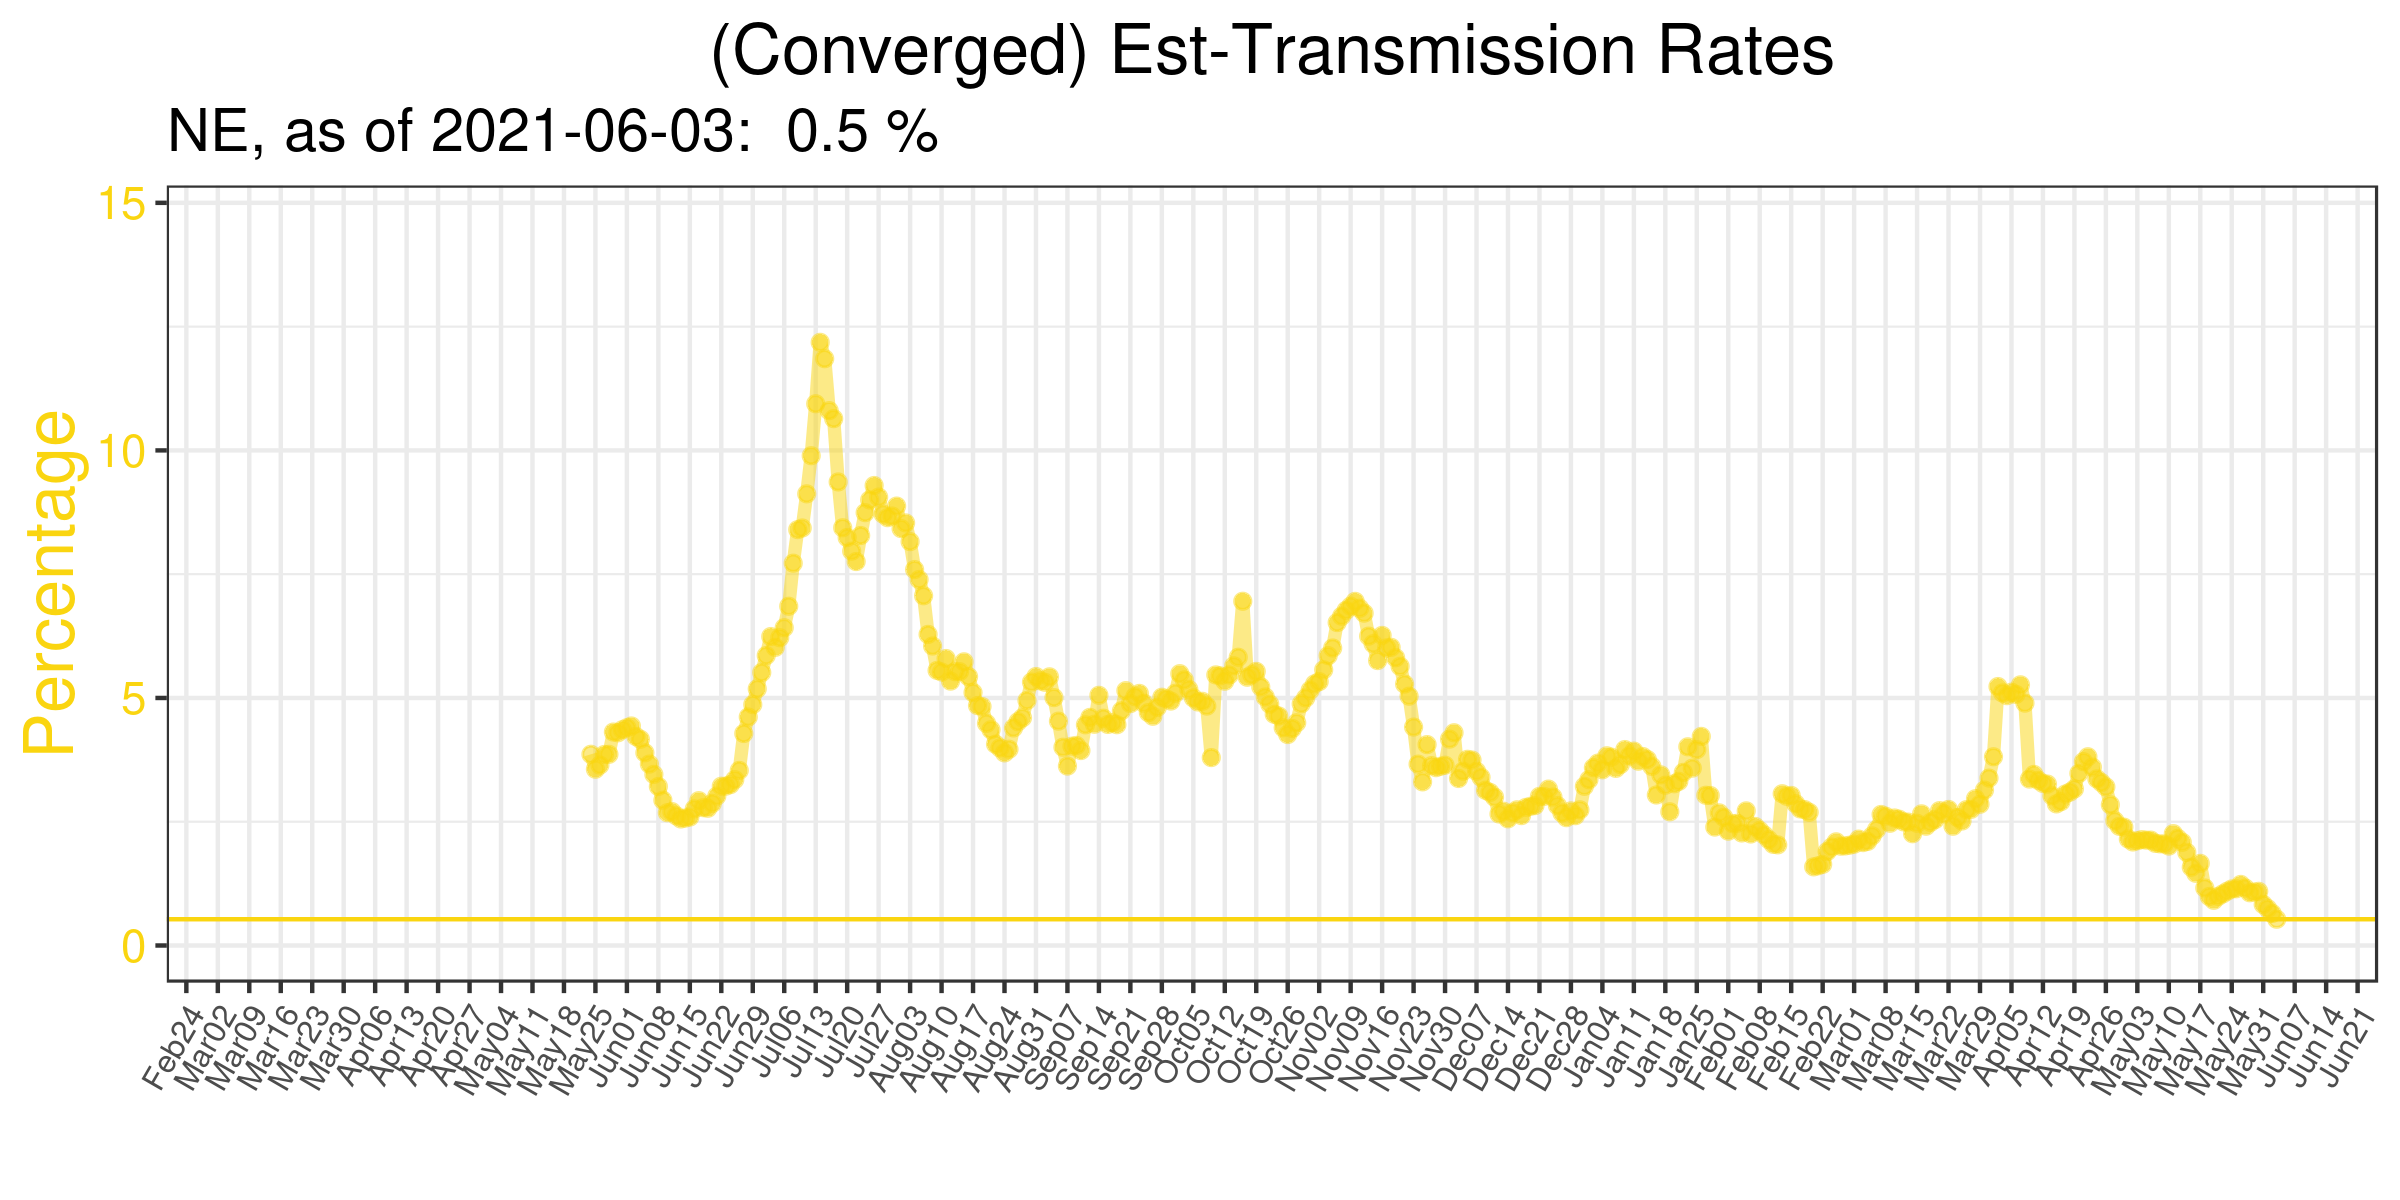 (Converged) Est-Transmission Rates
NE, as of 2021-06-03:  0.5 %
Percentage
15
10
5
0
Feb24
Mar02
Mar09
Mar16
Mar23
Mar30
Apr06
Apr13
Apr20
Apr27
May04
May11
May18
May25
Jun01
Jun08
Jun15
Jun22
Jun29
Jul06
Jul13
Jul20
Jul27
Aug03
Aug10
Aug17
Aug24
Aug31
Sep07
Sep14
Sep21
Sep28
Oct05
Oct12
Oct19
Oct26
Nov02
Nov09
Nov16
Nov23
Nov30
Dec07
Dec14
Dec21
Dec28
Jan04
Jan11
Jan18
Jan25
Feb01
Feb08
Feb15
Feb22
Mar01
Mar08
Mar15
Mar22
Mar29
Apr05
Apr12
Apr19
Apr26
May03
May10
May17
May24
May31
Jun07
Jun14
Jun21